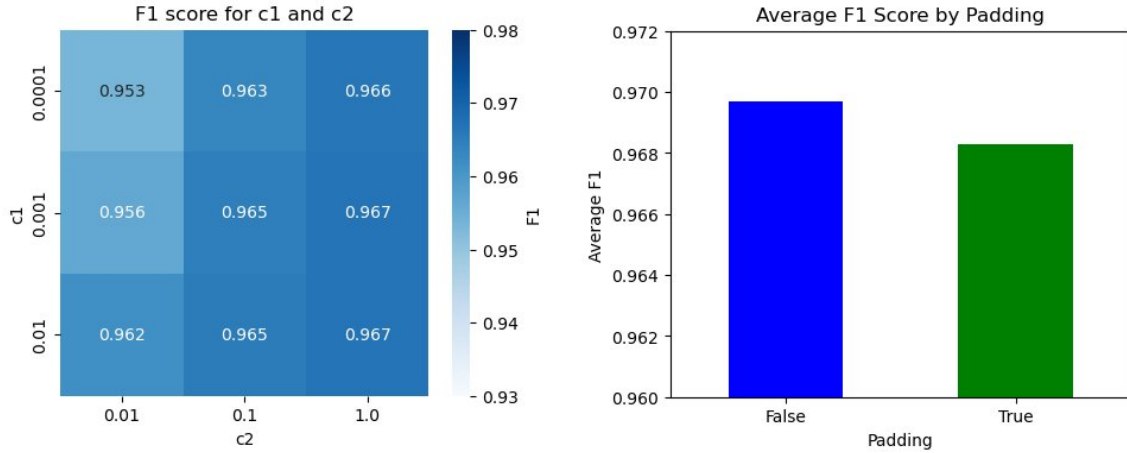 F1 score for c1 and c2
0.0001
0.001
0.01
c1
0.953 0.963 0.966
0.956 0.965 0.967
0.962 0.965 0.967
0.01 0.1 1.0
c2
0.98
0.97
0.96
0.95
0.94
0.93
F1
Average F1 Score by Padding
0.972
0.970
0.968
0.966
0.964
0.962
0.960
Average F1
False True
Padding